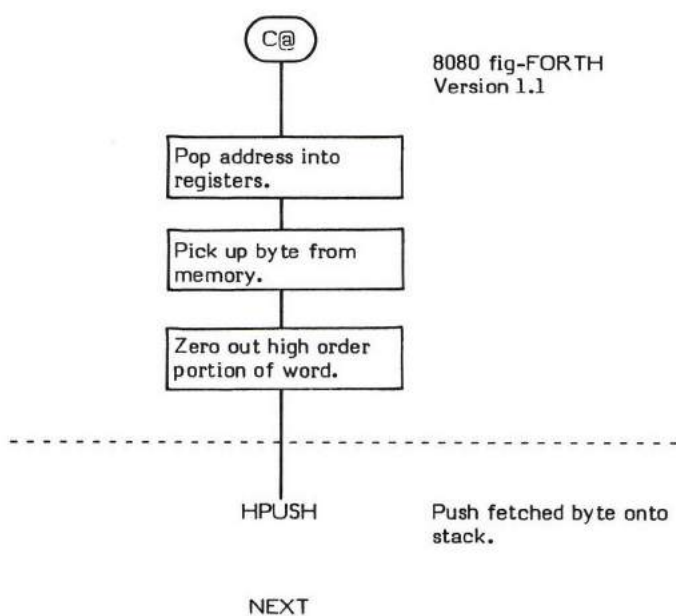 C@
8080 fig-FORTH
Version 1.1
Pop address into
registers.
Pick up byte from
memory.
Zero out high order
portion of word.
HPUSH
Push fetched byte onto
stack.
NEXT